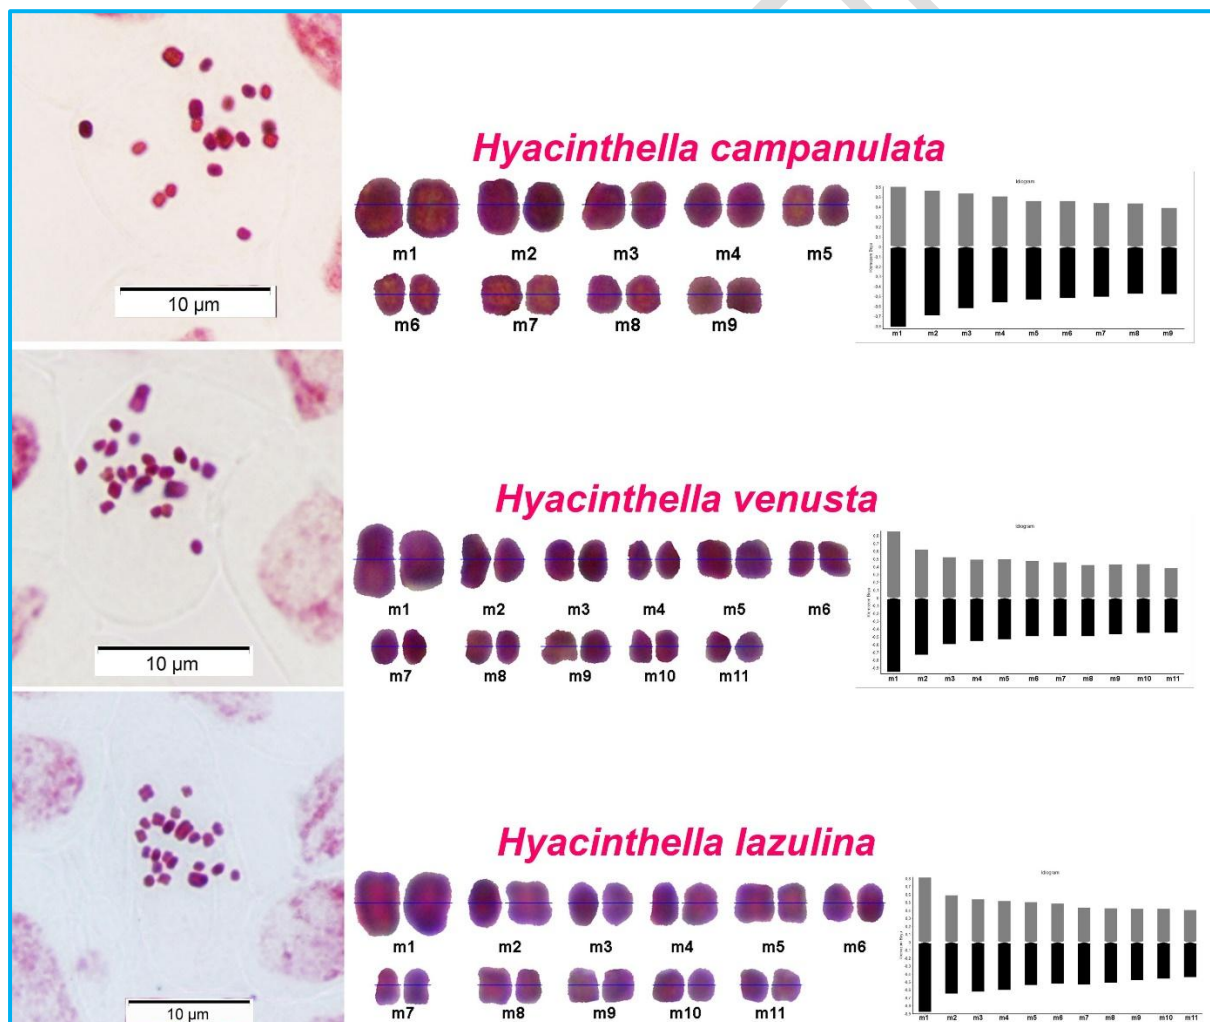 Hyacinthella campanulata
m1 m2 m3 m4 m5
m6 m7 m8 m9
10 µm
Idiogram
m1 m2 m3 m4 m5 m6 m7 m8 m9
Hyacinthella venusta
m1 m2 m3 m4 m5 m6
m7 m8 m9 m10 m11
10 µm
Idiogram
m1 m2 m3 m4 m5 m6 m7 m8 m9 m10 m11
Hyacinthella lazulina
m1 m2 m3 m4 m5 m6
m7 m8 m9 m10 m11
10 µm
Idiogram
m1 m2 m3 m4 m5 m6 m7 m8 m9 m10 m11